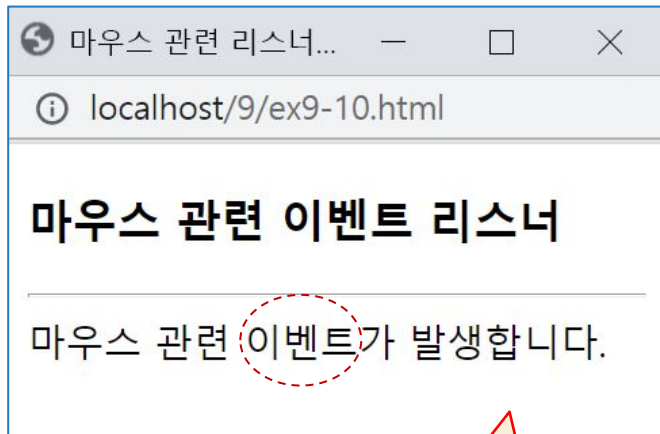 마우스 관련 리스너...
localhost/9/ex9-10.html
마우스 관련 이벤트 리스너
마우스 관련 이벤트가 발생합니다.